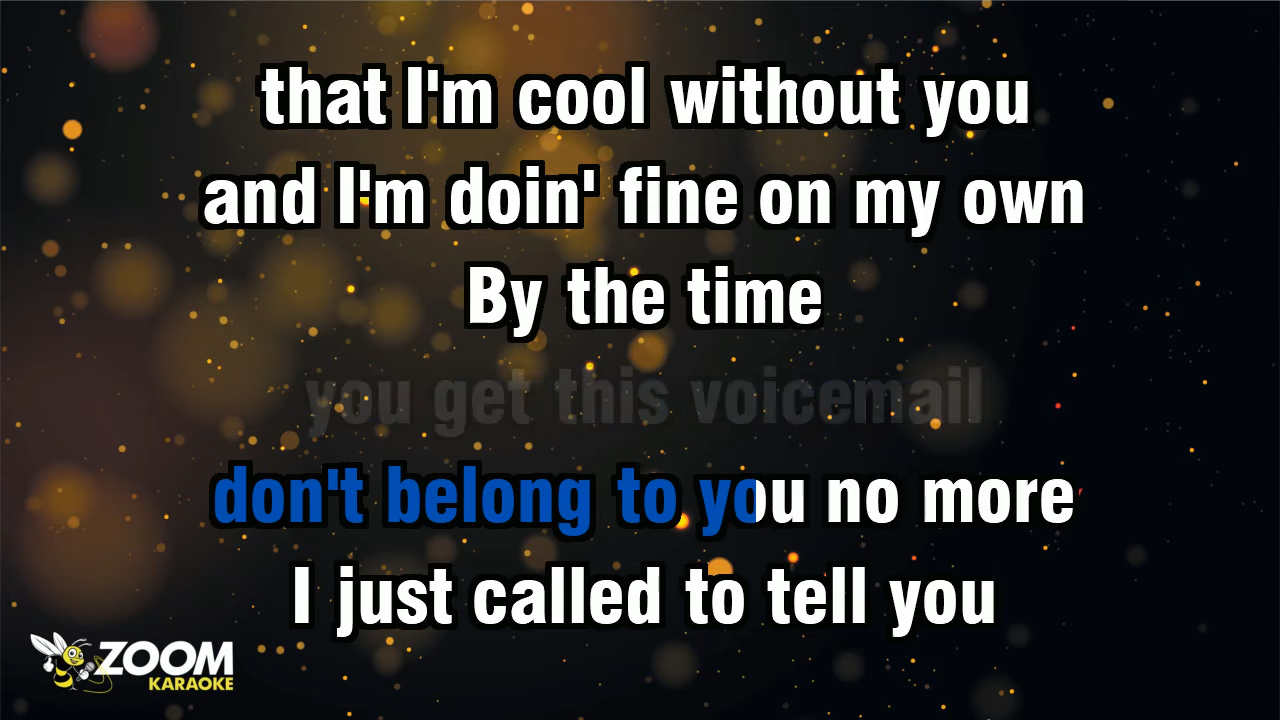 that I'm cool without you
and I'm doin' fine on my own
By the time
you get this voicemail
don't belong to you no more
I just called to tell you
ZOOM
KARAOKE